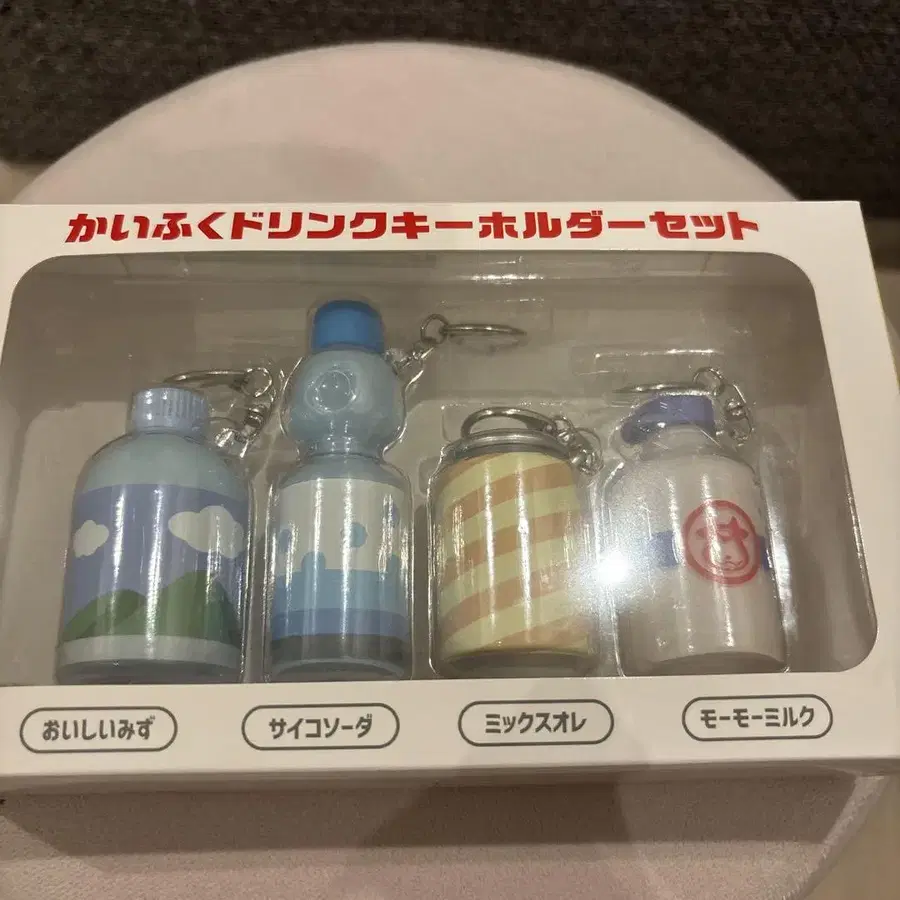 かいふくドリンクキーホルダーセット
おいしいみず
サイコソーダ
ミックスオレ
モーモーミルク